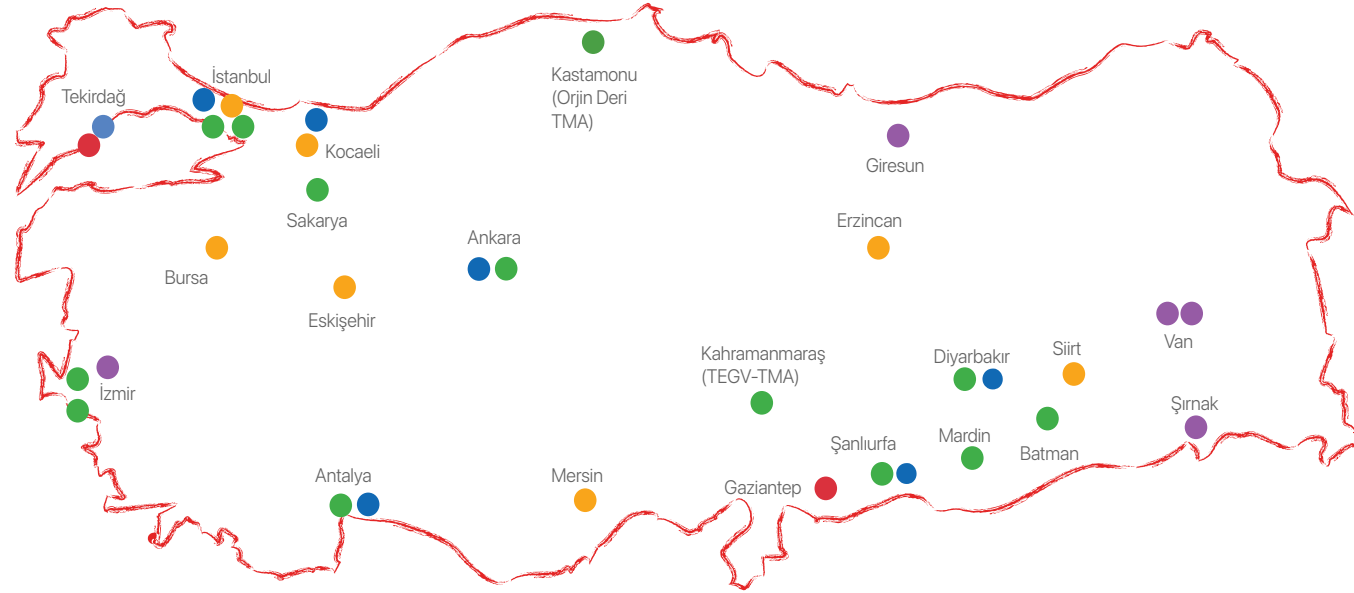 İstanbul
Tekirdağ
Kastamonu
(Orjin Deri
TMA)
Kocaeli
Giresun
Sakarya
Erzincan
Ankara
Bursa
Eskişehir
Van
Kahramanmaraş
(TEGV-TMA)
Diyarbakır
Siirt
İzmir
Şırnak
Mardin
Şanlıurfa
Batman
Antalya
Mersin
Gaziantep